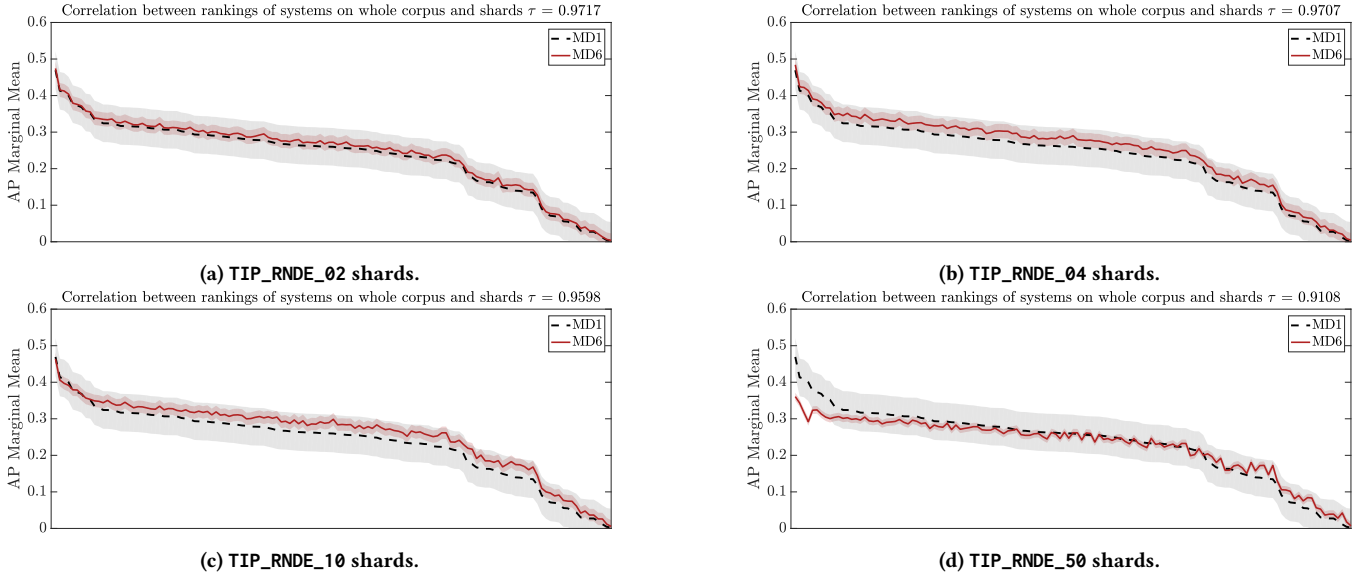 Correlation between rankings of systems on whole corpus and shards τ = 0.9717
0.6
0.5
0.4
0.3
0.2
0.1
0
AP Marginal Mean
MD1
MD6
(a) TIP_RNDE_02 shards.
Correlation between rankings of systems on whole corpus and shards τ = 0.9707
0.6
0.5
0.4
0.3
0.2
0.1
0
AP Marginal Mean
MD1
MD6
(b) TIP_RNDE_04 shards.
Correlation between rankings of systems on whole corpus and shards τ = 0.9598
0.6
0.5
0.4
0.3
0.2
0.1
0
AP Marginal Mean
MD1
MD6
(c) TIP_RNDE_10 shards.
Correlation between rankings of systems on whole corpus and shards τ = 0.9108
0.6
0.5
0.4
0.3
0.2
0.1
0
AP Marginal Mean
MD1
MD6
(d) TIP_RNDE_50 shards.